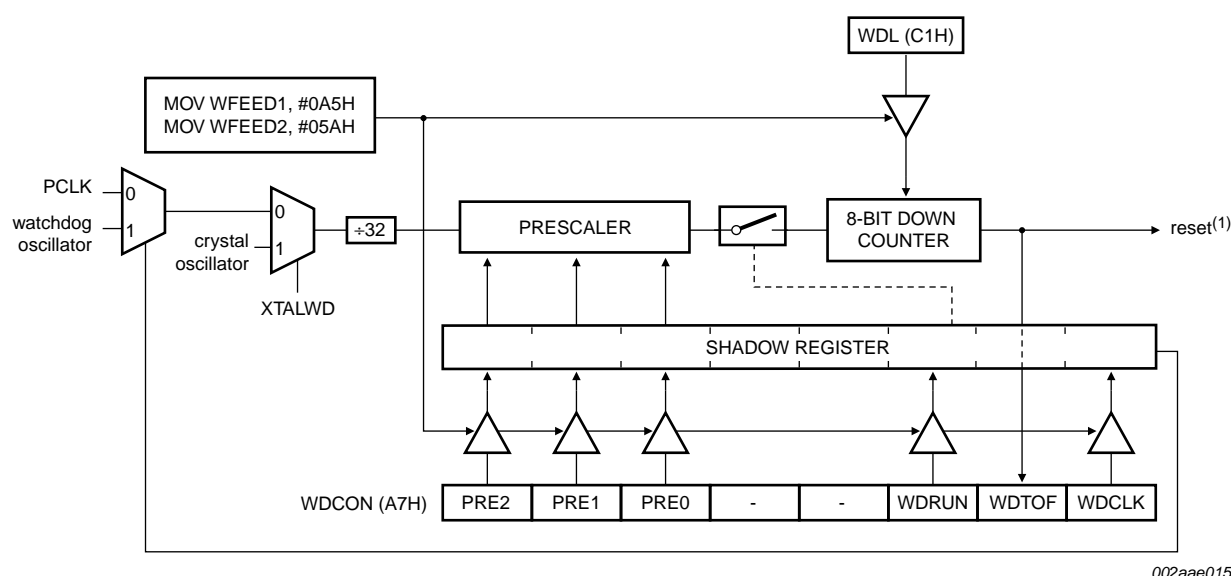 WDL (C1H)
MOV WFEED1, #0A5H
MOV WFEED2, #05AH
PCLK
0
watchdog
oscillator
1
0
crystal
oscillator
1
XTALWD
÷32
PRESCALER
8-BIT DOWN
COUNTER
reset(1)
SHADOW REGISTER
WDCON (A7H)
PRE2
PRE1
PRE0
-
-
WDRUN
WDTOF
WDCLK
002aae015